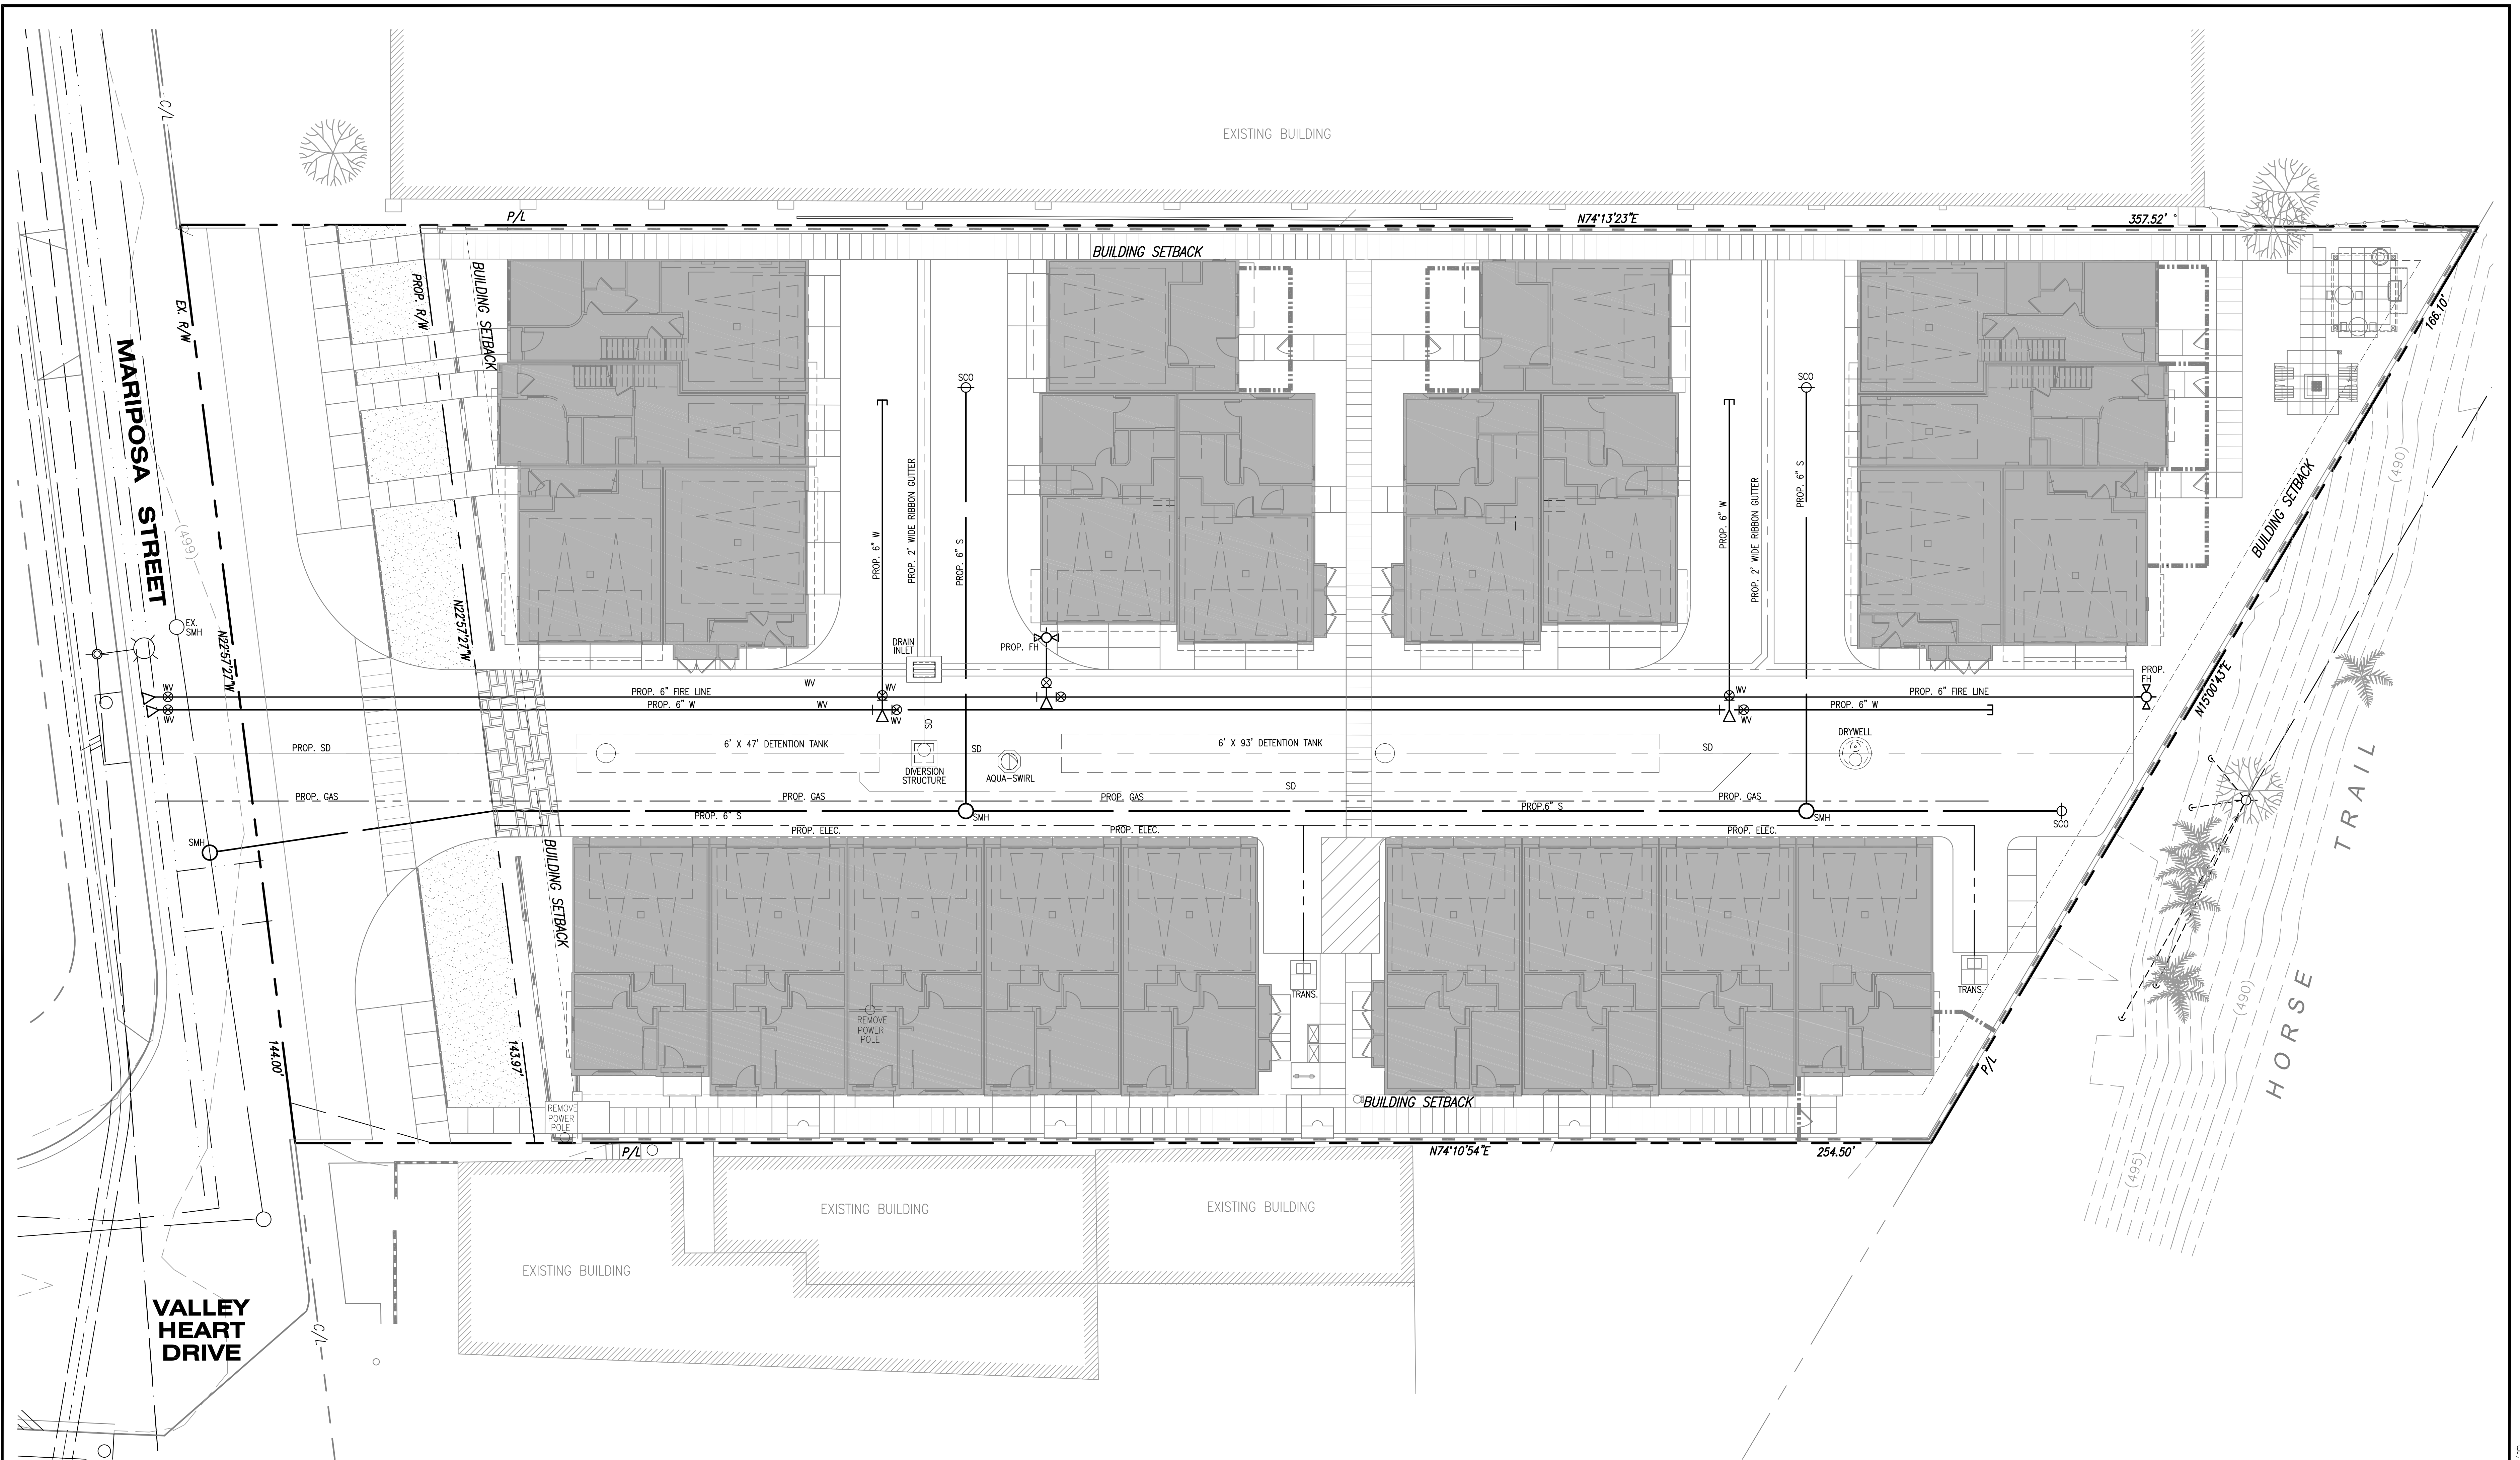 EXISTING BUILDING
C/L
P/L
N74°13'23"E
357.52'
BUILDING SETBACK
EX. R/W
PROP. R/W
BUILDING SETBACK
166.10'
MARIPOSA STREET
SCO
SCO
(490)
(499)
PROP. 6" W
PROP. 2' WIDE RIBBON GUTTER
PROP. 6" S
PROP. 6" W
PROP. 2' WIDE RIBBON GUTTER
PROP. 6" S
BUILDING SETBACK
EX.
SMH
N22°57'27"W
N22°57'27"W
DRAIN
INLET
PROP. FH
PROP.
FH
N15°00'43"E
WV
PROP. 6" FIRE LINE
WV
WV
WV
PROP. 6" FIRE LINE
WV
PROP. 6" W
WV
WV
WV
PROP. 6" W
SD
PROP. SD
6' X 47' DETENTION TANK
SD
6' X 93' DETENTION TANK
SD
DRYWELL
DIVERSION
STRUCTURE
AQUA-SWIRL
SD
PROP. GAS
PROP. GAS
PROP. GAS
PROP. GAS
PROP. 6" S
SMH
PROP.6" S
SMH
SCO
PROP. ELEC.
PROP. ELEC.
PROP. ELEC.
SMH
BUILDING SETBACK
HORSE TRAIL
TRANS.
TRANS.
(490)
REMOVE
POWER
POLE
144.00'
143.97'
P/L
REMOVE
POWER
POLE
BUILDING SETBACK
P/L
N74°10'54"E
254.50'
(495)
EXISTING BUILDING
EXISTING BUILDING
EXISTING BUILDING
VALLEY
HEART
DRIVE
C/L